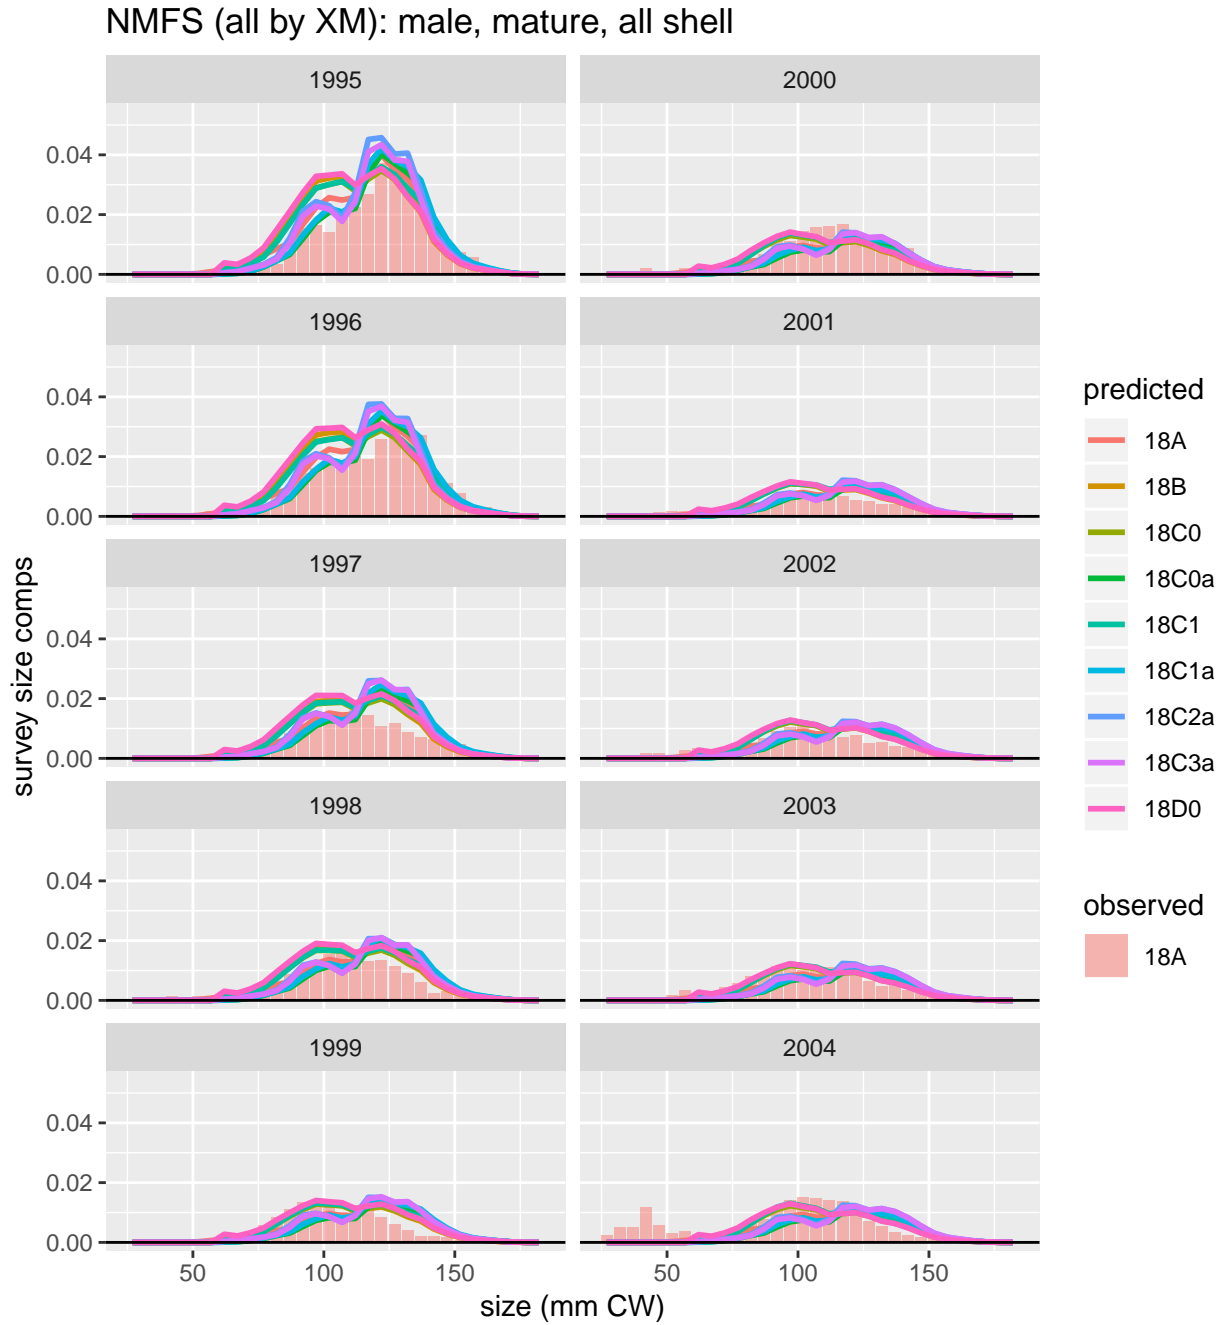 NMFS (all by XM): male, mature, all shell
1995
2000
0.04
0.02
0.00
1996
2001
0.04
0.02
0.00
1997
2002
0.04
0.02
0.00
1998
2003
0.04
0.02
0.00
1999
2004
0.04
0.02
0.00
50
100
150
50
100
150
size (mm CW)
survey size comps
predicted
18A
18B
18C0
18C0a
18C1
18C1a
18C2a
18C3a
18D0
observed
18A